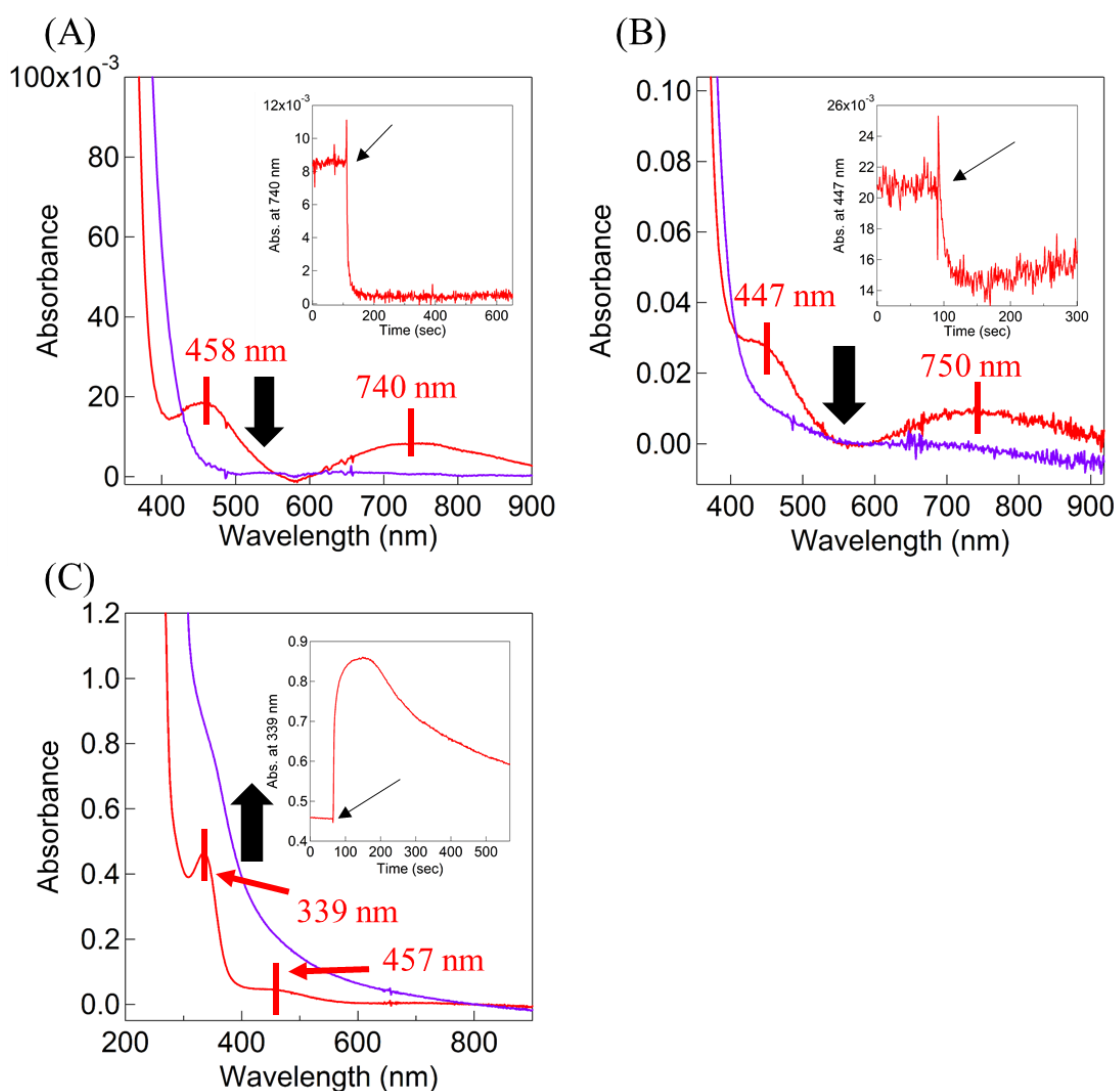 (A)
100x10-3
80
60
40
20
0
Absorbance
400 500 600 700 800 900
Wavelength (nm)
458 nm
740 nm
12x10-3
10
8
6
4
2
0
Abs. at 740 nm
0 200 400 600
Time (sec)
(B)
0.10
0.08
0.06
0.04
0.02
0.00
Absorbance
400 500 600 700 800 900
Wavelength (nm)
447 nm
750 nm
26x10-3
24
22
20
18
16
14
Abs. at 447 nm
0 100 200 300
Time (sec)
(C)
1.2
1.0
0.8
0.6
0.4
0.2
0.0
Absorbance
200 400 600 800
Wavelength (nm)
339 nm
457 nm
0.9
0.8
0.7
0.6
0.5
0.4
Abs. at 339 nm
0 100 200 300 400 500
Time (sec)